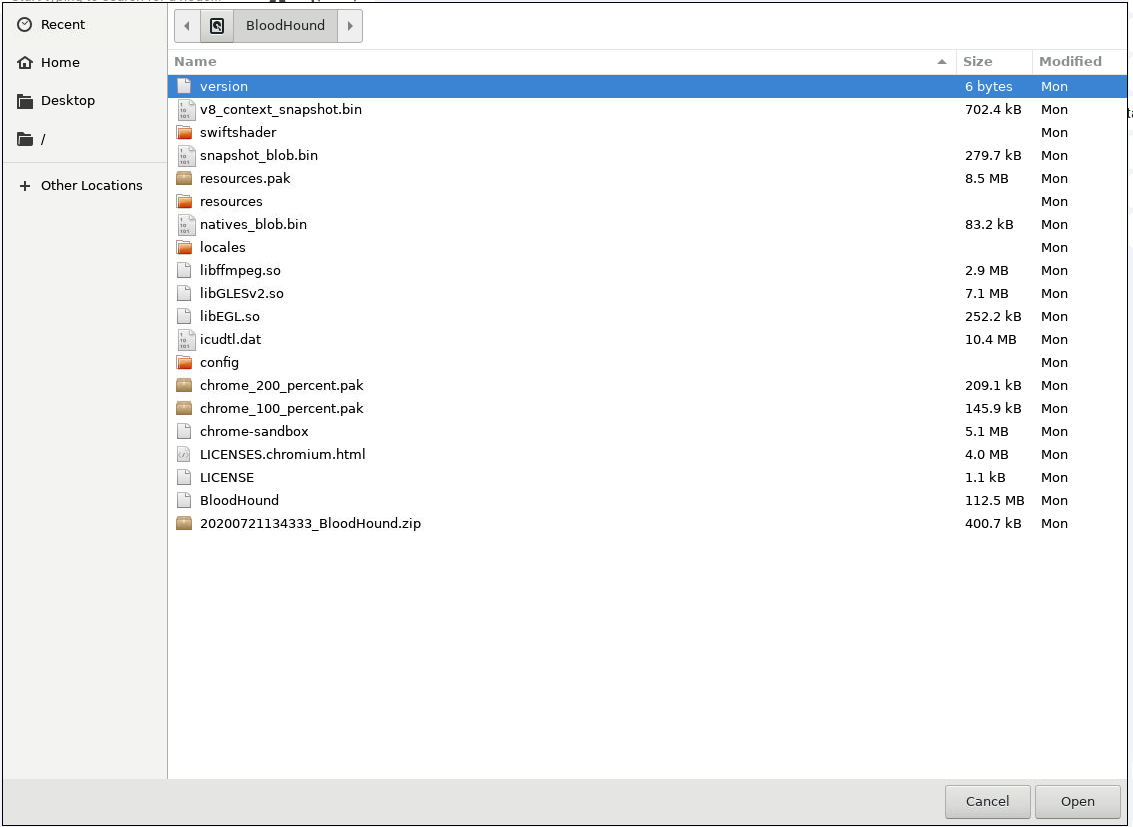 Recent
Home
Desktop
/
Other Locations
BloodHound
Name Size Modified
version 6 bytes Mon
v8_context_snapshot.bin 702.4 kB Mon
swiftshader Mon
snapshot_blob.bin 279.7 kB Mon
resources.pak 8.5 MB Mon
resources Mon
natives_blob.bin 83.2 kB Mon
locales Mon
libffmpeg.so 2.9 MB Mon
libGLESv2.so 7.1 MB Mon
libEGL.so 252.2 kB Mon
icudtl.dat 10.4 MB Mon
config Mon
chrome_200_percent.pak 209.1 kB Mon
chrome_100_percent.pak 145.9 kB Mon
chrome-sandbox 5.1 MB Mon
LICENSES.chromium.html 4.0 MB Mon
LICENSE 1.1 kB Mon
BloodHound 112.5 MB Mon
20200721134333_BloodHound.zip 400.7 kB Mon
Cancel Open